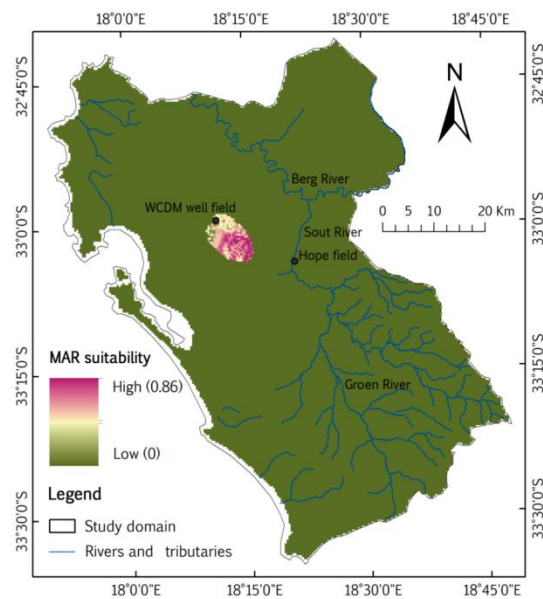 18°0'0"E 18°15'0"E 18°30'0"E 18°45'0"E
32°45'0"S
32°45'0"S
N
Berg River
WCDM well field
0 5 10 20 Km
33°0'0"S
33°0'0"S
Sout River
Hope field
MAR suitability
High (0.86)
33°15'0"S
33°15'0"S
Groen River
Low (0)
Legend
Study domain
33°30'0"S
33°30'0"S
Rivers and tributaries
18°0'0"E 18°15'0"E 18°30'0"E 18°45'0"E